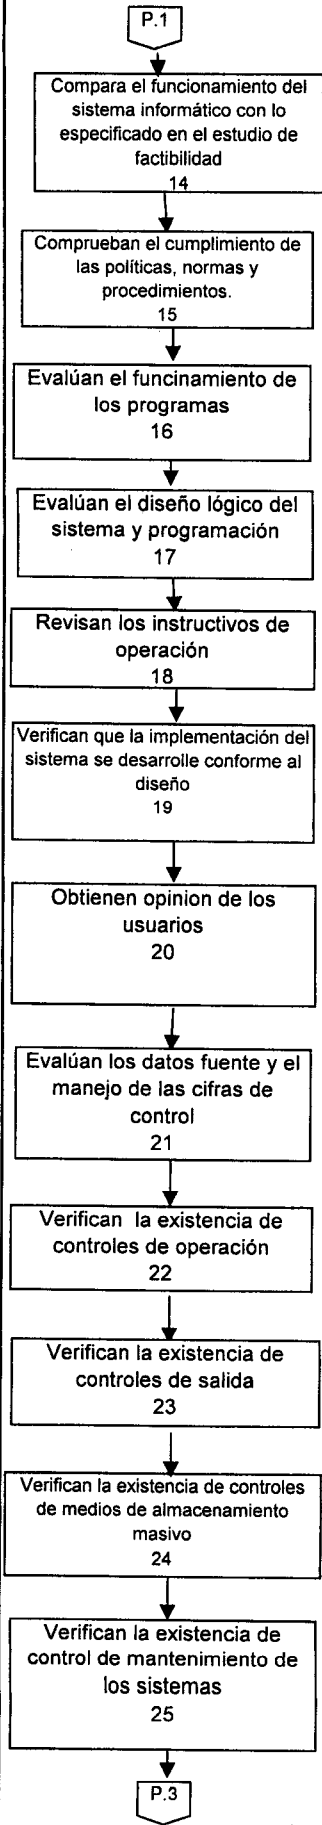 P.1
Compara el funcionamiento del
sistema informático con lo
especificado en el estudio de
factibilidad
14
Comprueban el cumplimiento de
las políticas, normas y
procedimientos.
15
Evalúan el funcinamiento de
los programas
16
Evalúan el diseño lógico del
sistema y programación
17
Revisan los instructivos de
operación
18
Verifican que la implementación del
sistema se desarrolle conforme al
diseño
19
Obtienen opinion de los
usuarios
20
Evalúan los datos fuente y el
manejo de las cifras de
control
21
Verifican la existencia de
controles de operación
22
Verifican la existencia de
controles de salida
23
Verifican la existencia de controles
de medios de almacenamiento
masivo
24
Verifican la existencia de
control de mantenimiento de
los sistemas
25
P.3